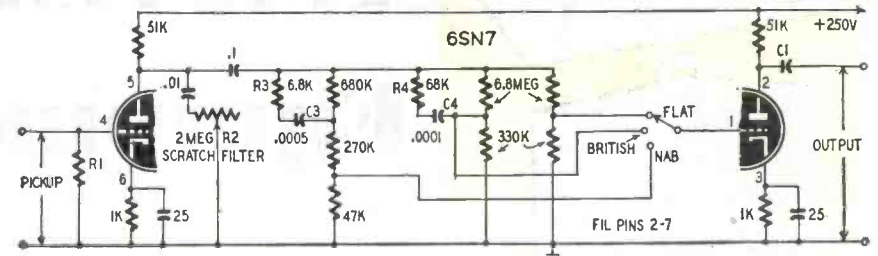 51K
6SN7
51K
+250V
5
.01
.1
R3
6.8K
680K
R4
68K
6.8MEG
C1
2
4
C3
.0005
C4
.0001
FLAT
1
2MEG
R2
SCRATCH FILTER
270K
330K
BRITISH
NAB
OUTPUT
R1
PICKUP
6
3
1K
25
47K
FIL PINS 2-7
1K
25